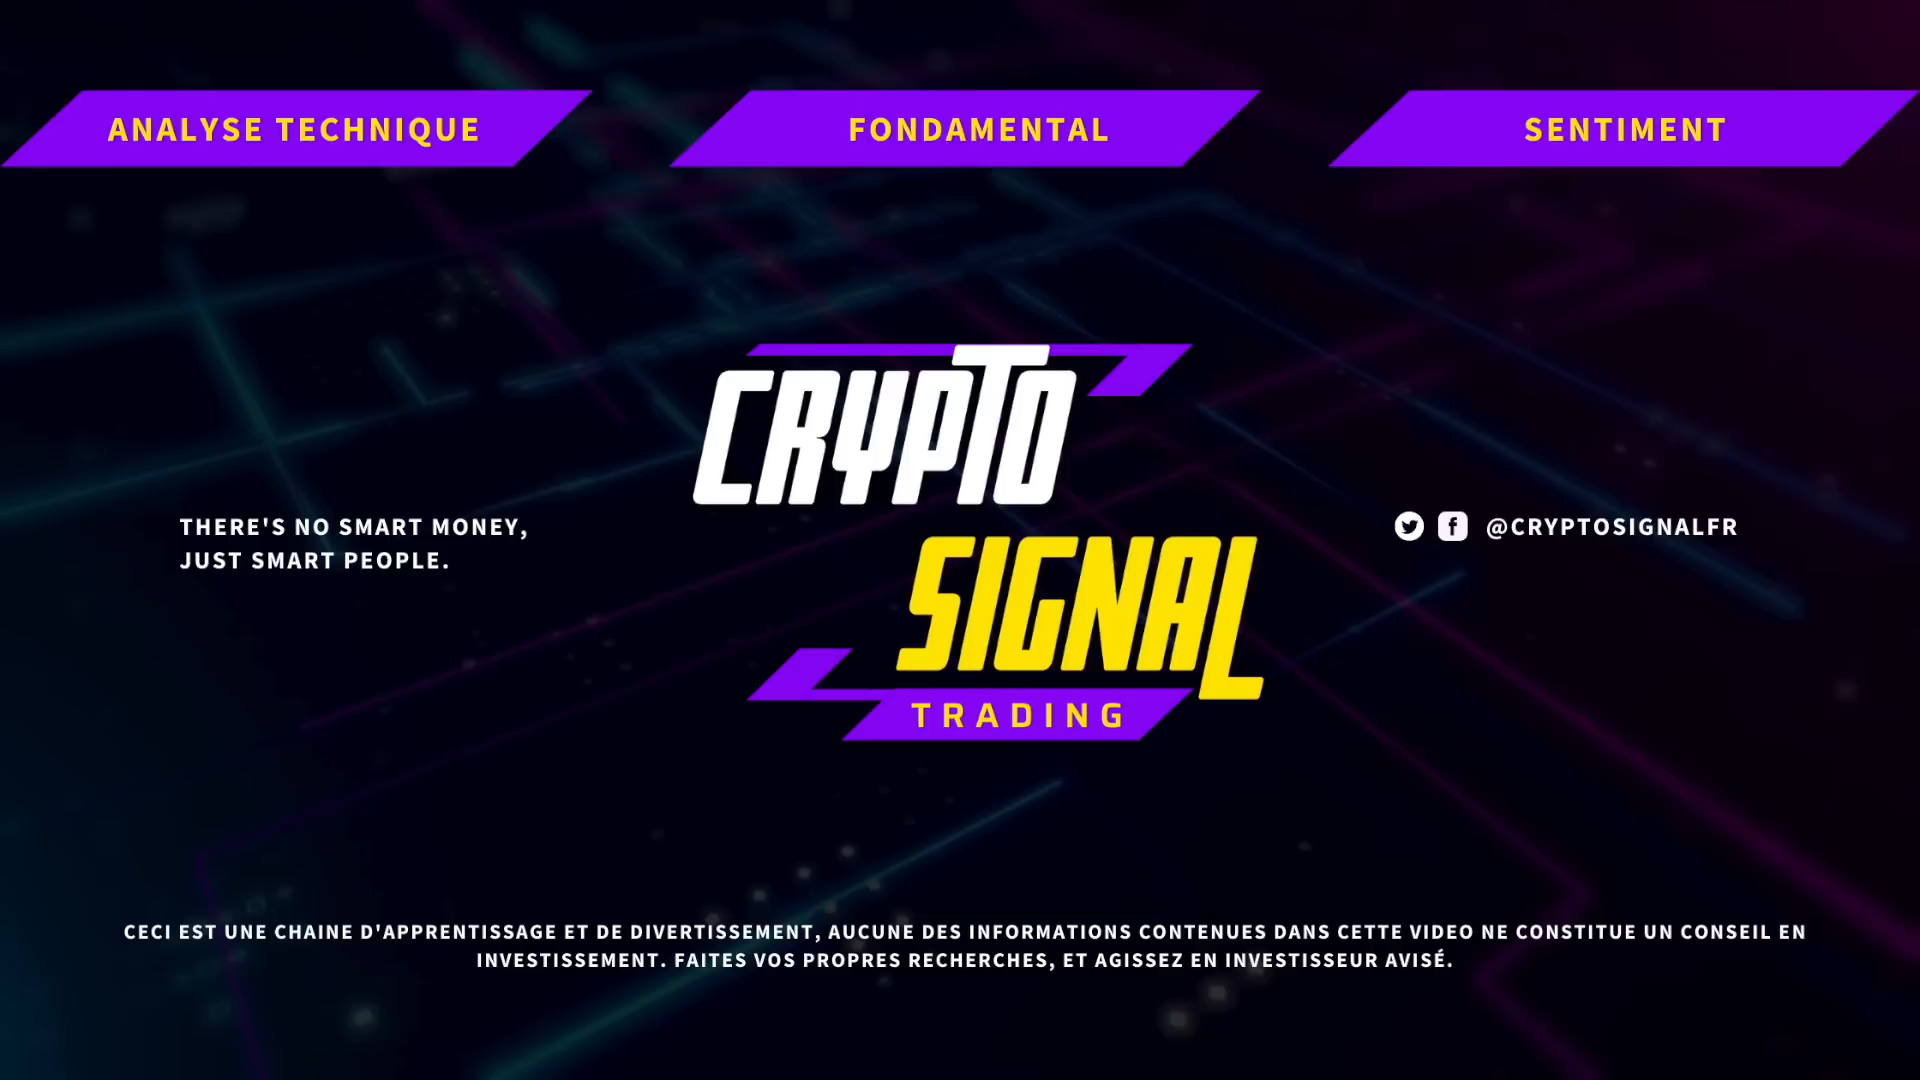 ANALYSE TECHNIQUE
FONDAMENTAL
SENTIMENT
CRYPTO
SIGNAL
TRADING
THERE'S NO SMART MONEY,
JUST SMART PEOPLE.
@CRYPTOSIGNALFR
CECI EST UNE CHAINE D'APPRENTISSAGE ET DE DIVERTISSEMENT, AUCUNE DES INFORMATIONS CONTENUES DANS CETTE VIDEO NE CONSTITUE UN CONSEIL EN
INVESTISSEMENT. FAITES VOS PROPRES RECHERCHES, ET AGISSEZ EN INVESTISSEUR AVISÉ.